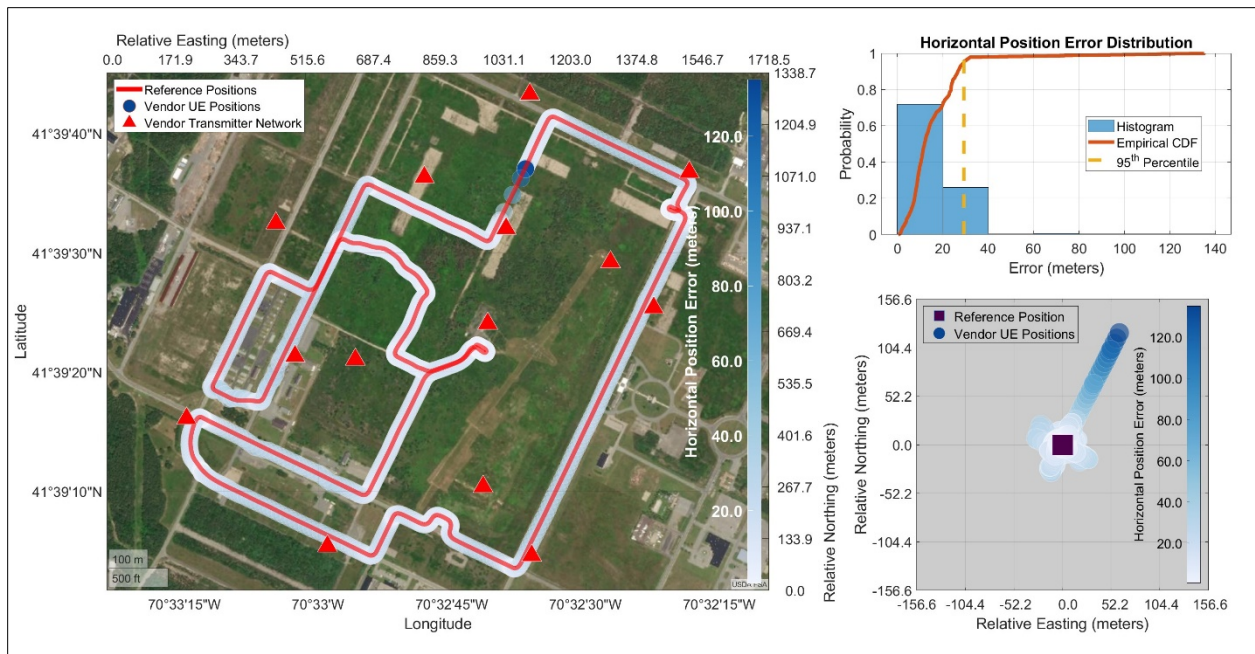 Relative Easting (meters)
0.0 171.9 343.7 515.6 687.4 859.3 1031.1 1203.0 1374.8 1546.7 1718.5
Reference Positions
Vendor UE Positions
Vendor Transmitter Network
41°39'40"N
41°39'30"N
41°39'20"N
41°39'10"N
Latitude
70°33'15"W 70°33'W 70°32'45"W 70°32'30"W 70°32'15"W
Longitude
100 m
500 ft
120.0
100.0
80.0
60.0
40.0
20.0
Horizontal Position Error (meters)
1338.7
1204.9
1071.0
937.1
803.2
669.4
535.5
401.6
267.7
133.9
0.0
Relative Northing (meters)
Horizontal Position Error Distribution
1
0.8
0.6
0.4
0.2
0
Probability
Histogram
Empirical CDF
95th Percentile
0 20 40 60 80 100 120 140
Error (meters)
156.6
104.4
52.2
0.0
-52.2
-104.4
-156.6
Relative Northing (meters)
Reference Position
Vendor UE Positions
120.0
100.0
80.0
60.0
40.0
20.0
Horizontal Position Error (meters)
-156.6 -104.4 -52.2 0.0 52.2 104.4 156.6
Relative Easting (meters)